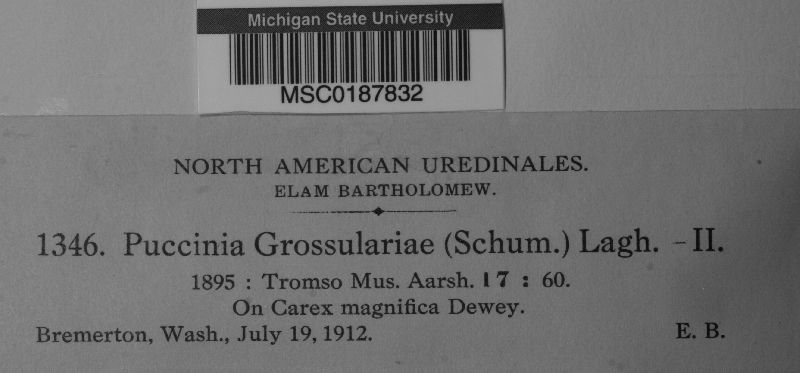 Michigan State University
MSC0187832
NORTH AMERICAN UREDINALES.
ELAM BARTHOLOMEW.
1346. Puccinia Grossulariae (Schum.) Lagh. - II.
1895 : Tromso Mus. Aarsh. 17 : 60.
On Carex magnifica Dewey.
Bremerton, Wash., July 19, 1912. E. B.